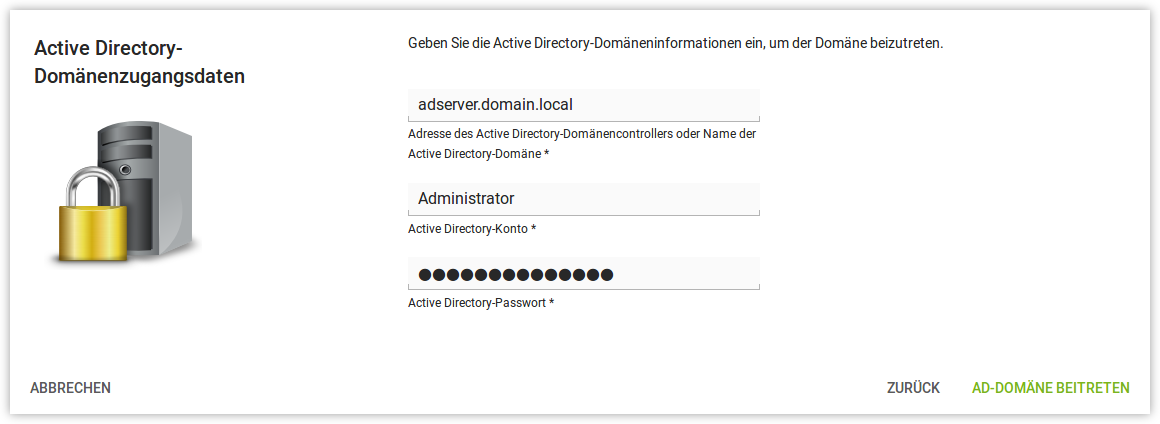 Active Directory-
Domänenzugangsdaten
Geben Sie die Active Directory-Domäneninformationen ein, um der Domäne beizutreten.
adserver.domain.local
Adresse des Active Directory-Domänencontrollers oder Name der
Active Directory-Domäne *
Administrator
Active Directory-Konto *
●●●●●●●●●●●●●●
Active Directory-Passwort *
ABBRECHEN
ZURÜCK
AD-DOMÄNE BEITRETEN